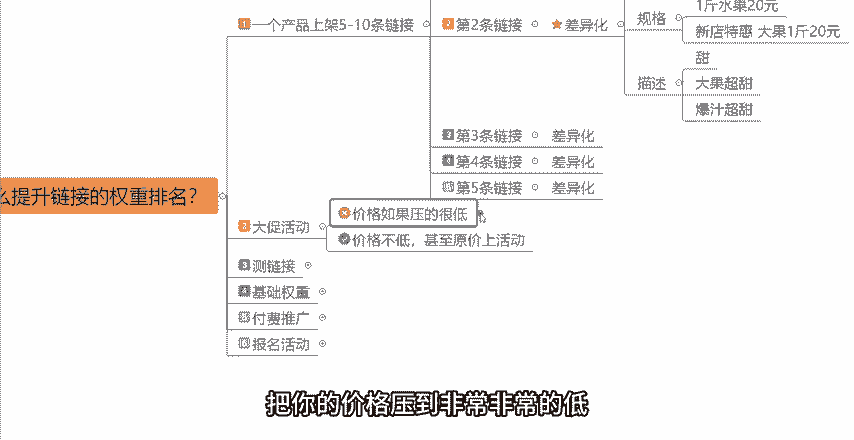 1斤水果20元
规格
新店特惠 大果1斤20元
1 一个产品上架5-10条链接
2 第2条链接
差异化
甜
描述
大果超甜
爆汁超甜
3 第3条链接
差异化
4 第4条链接
差异化
第5条链接
差异化
么提升链接的权重排名?
价格如果压的很低
2 大促活动
价格不低,甚至原价上活动
3 测链接
4 基础权重
付费推广
报名活动
把你的价格压到非常非常的低